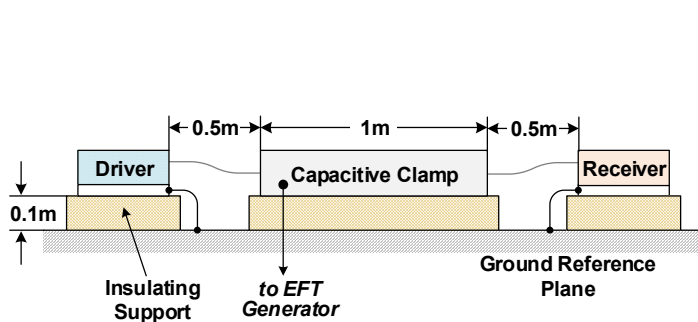 0.5m
1m
0.5m
Driver
Capacitive Clamp
Receiver
0.1m
Insulating
Support
to EFT
Generator
Ground Reference
Plane